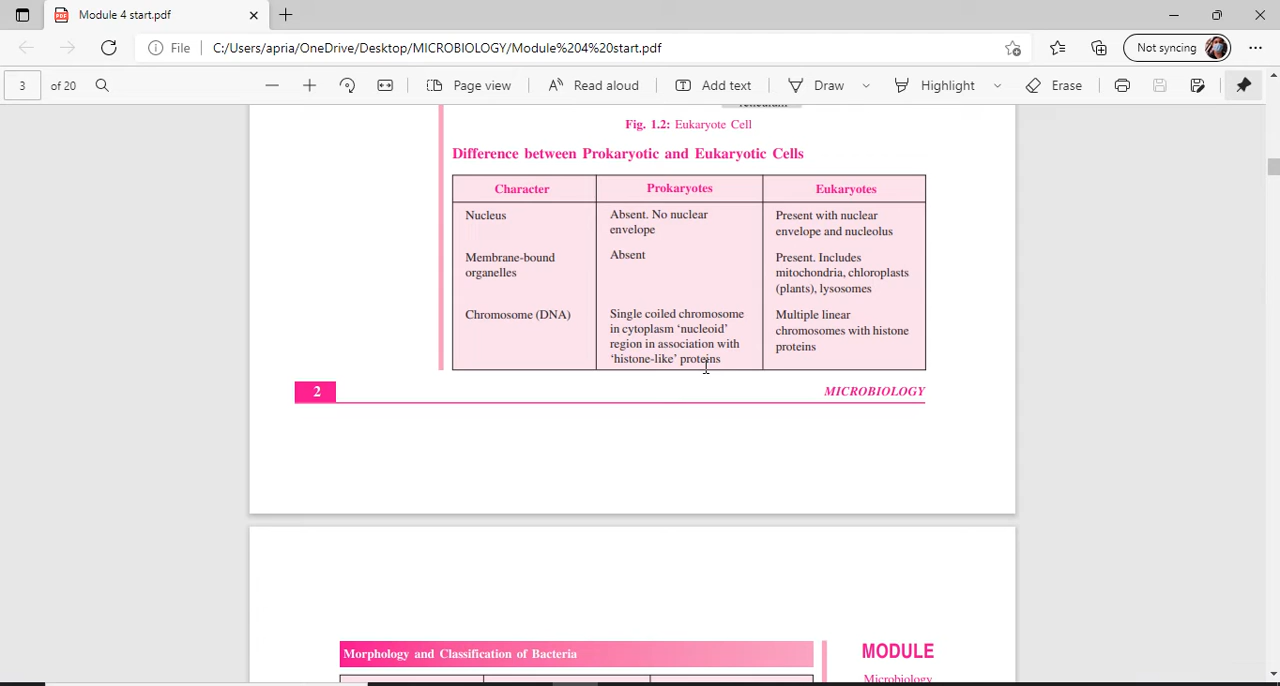 Module 4 start.pdf
File
C:/Users/apria/OneDrive/Desktop/MICROBIOLOGY/Module%204%20start.pdf
Not syncing
3 of 20
Page view
Read aloud
Add text
Draw
Highlight
Erase
Fig. 1.2: Eukaryote Cell
Difference between Prokaryotic and Eukaryotic Cells
Character
Prokaryotes
Eukaryotes
Nucleus
Absent. No nuclear
envelope
Present with nuclear
envelope and nucleolus
Membrane-bound
organelles
Absent
Present. Includes
mitochondria, chloroplasts
(plants), lysosomes
Chromosome (DNA)
Single coiled chromosome
in cytoplasm ‘nucleoid’
region in association with
‘histone-like’ proteins
Multiple linear
chromosomes with histone
proteins
2
MICROBIOLOGY
Morphology and Classification of Bacteria
MODULE
Microbiology